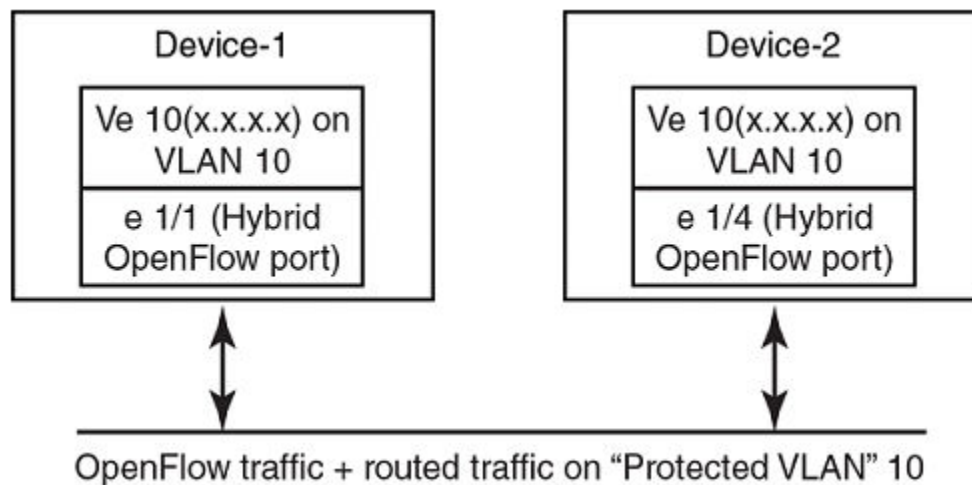 Device-1
Ve 10(x.x.x.x) on
VLAN 10
e 1/1 (Hybrid
OpenFlow port)
Device-2
Ve 10(x.x.x.x) on
VLAN 10
e 1/4 (Hybrid
OpenFlow port)
OpenFlow traffic + routed traffic on “Protected VLAN” 10